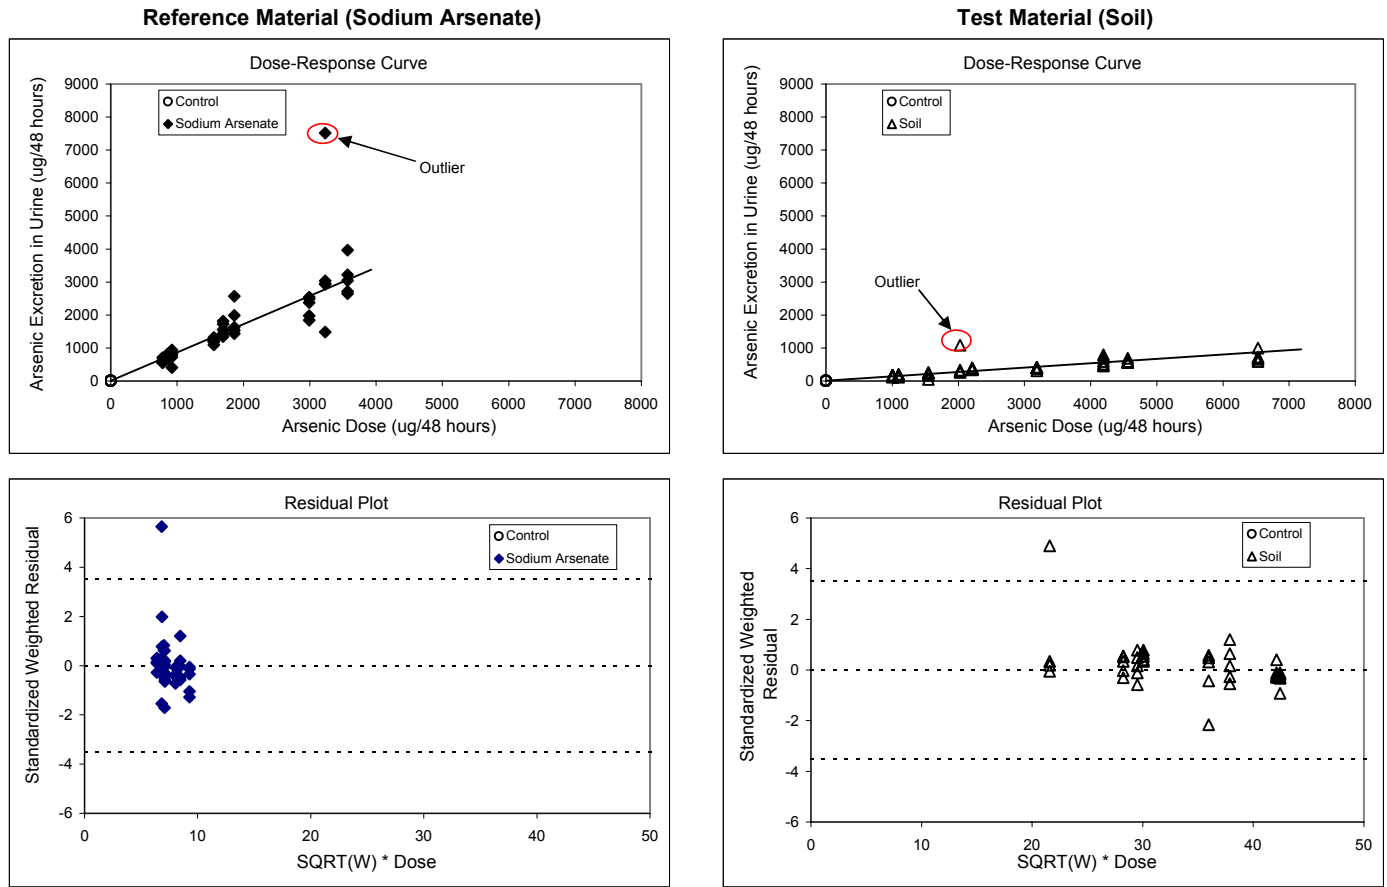 Reference Material (Sodium Arsenate)
Dose-Response Curve
Arsenic Excretion in Urine (ug/48 hours)
9000
8000
7000
6000
5000
4000
3000
2000
1000
0
Control
Sodium Arsenate
Outlier
0 1000 2000 3000 4000 5000 6000 7000 8000
Arsenic Dose (ug/48 hours)
Test Material (Soil)
Dose-Response Curve
Arsenic Excretion in Urine (ug/48 hours)
9000
8000
7000
6000
5000
4000
3000
2000
1000
0
Control
Soil
Outlier
0 1000 2000 3000 4000 5000 6000 7000 8000
Arsenic Dose (ug/48 hours)
Residual Plot
Standardized Weighted Residual
6
4
2
0
-2
-4
-6
Control
Sodium Arsenate
0 10 20 30 40 50
SQRT(W) * Dose
Residual Plot
Standardized Weighted
Residual
6
4
2
0
-2
-4
-6
Control
Soil
0 10 20 30 40 50
SQRT(W) * Dose